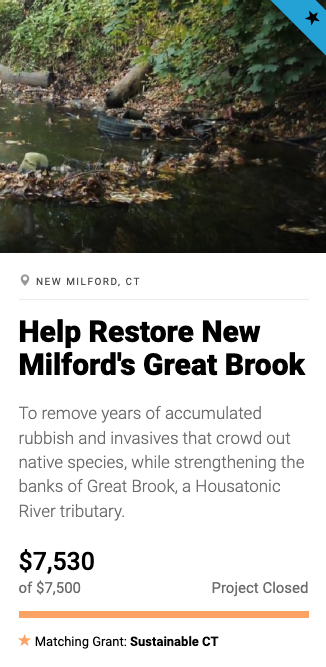 NEW MILFORD, CT
Help Restore New
Milford's Great Brook
To remove years of accumulated
rubbish and invasives that crowd out
native species, while strengthening the
banks of Great Brook, a Housatonic
River tributary.
$7,530
of $7,500 Project Closed
Matching Grant: Sustainable CT